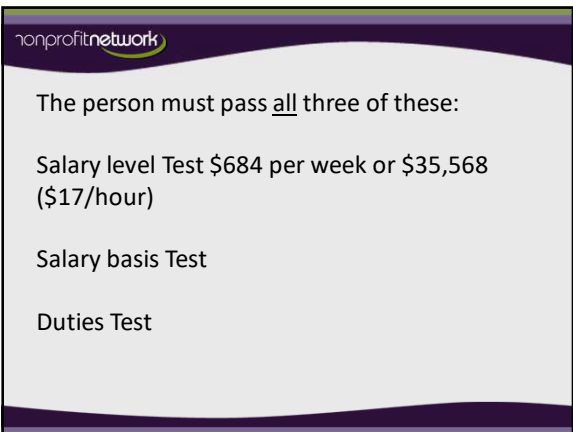 nonprofitnetwork
The person must pass all three of these:
Salary level Test $684 per week or $35,568
($17/hour)
Salary basis Test
Duties Test